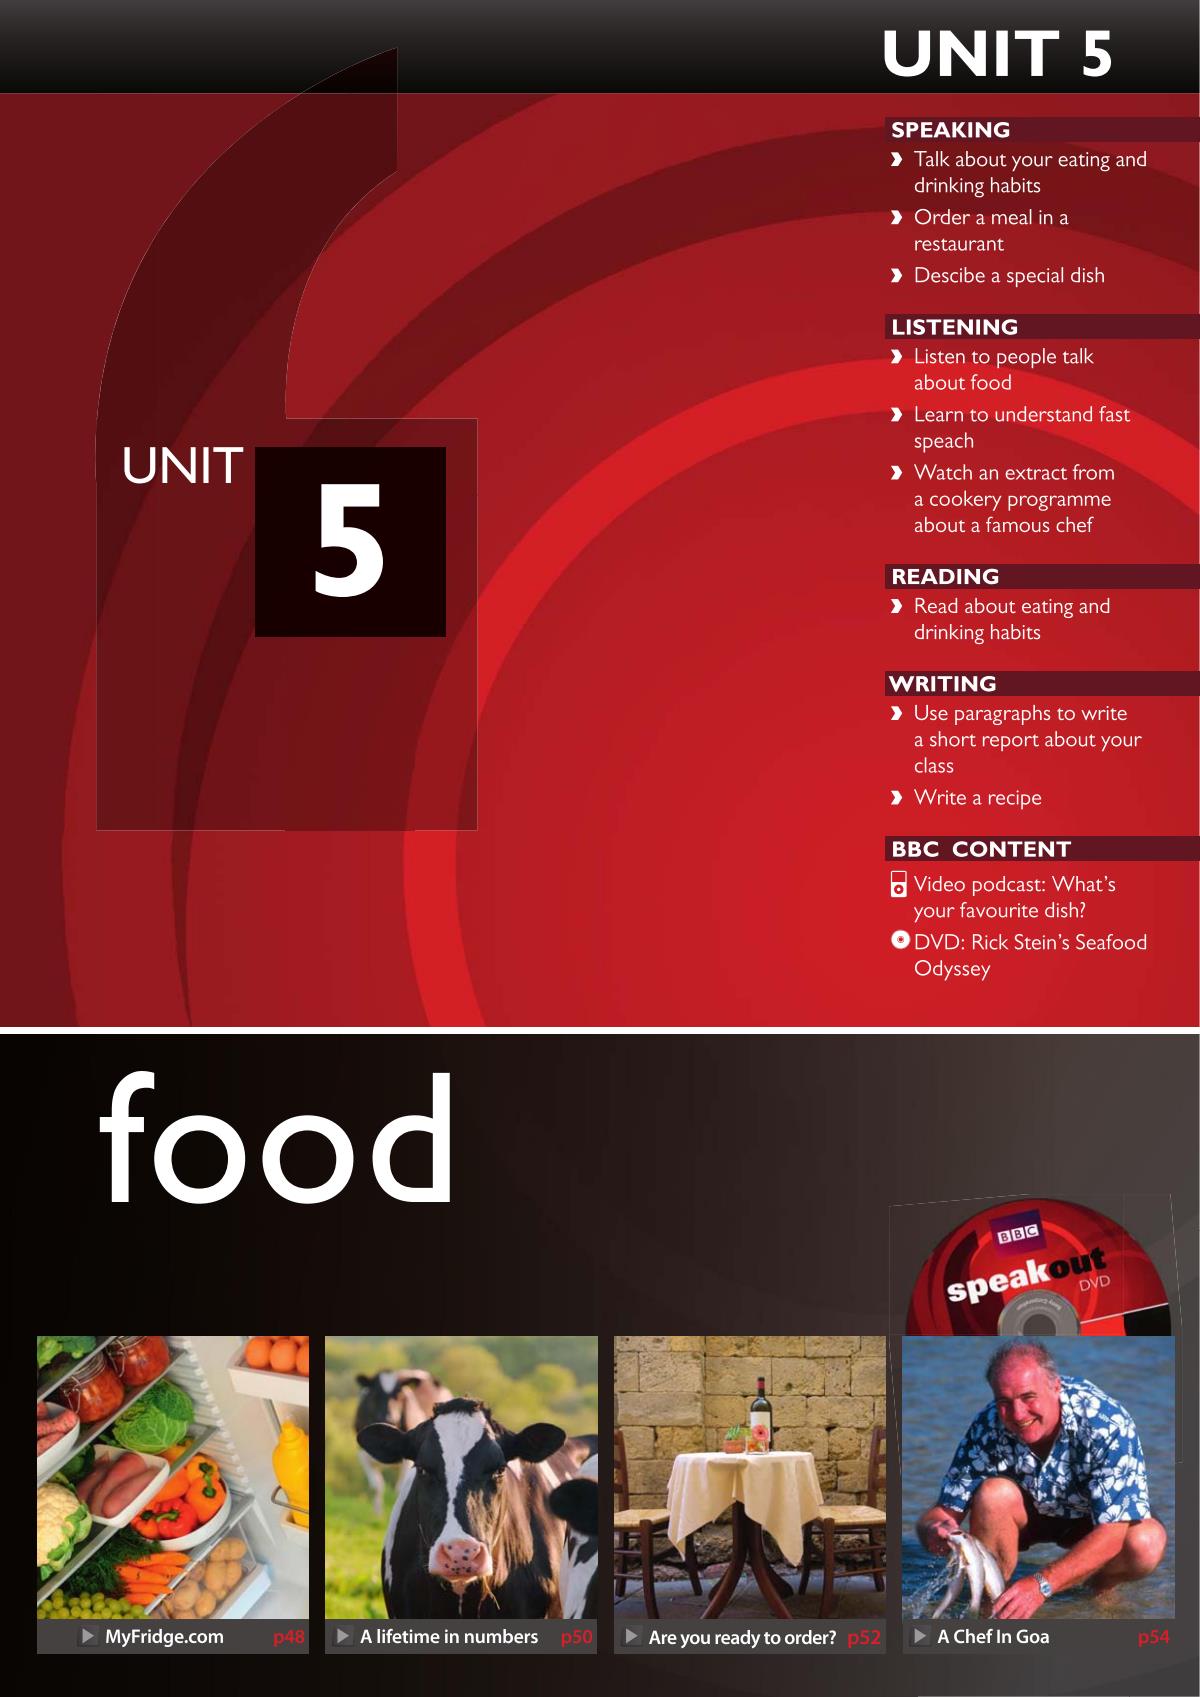 UNIT 5
SPEAKING
Talk about your eating and
drinking habits
Order a meal in a
restaurant
Descibe a special dish
LISTENING
Listen to people talk
about food
Learn to understand fast
speach
Watch an extract from
a cookery programme
about a famous chef
READING
Read about eating and
drinking habits
WRITING
Use paragraphs to write
a short report about your
class
Write a recipe
BBC CONTENT
Video podcast: What's
your favourite dish?
DVD: Rick Stein's Seafood
Odyssey
UNIT
5
food
BBC
speakout
DVD
MyFridge.com p48
A lifetime in numbers p50
Are you ready to order? p52
A Chef In Goa p54